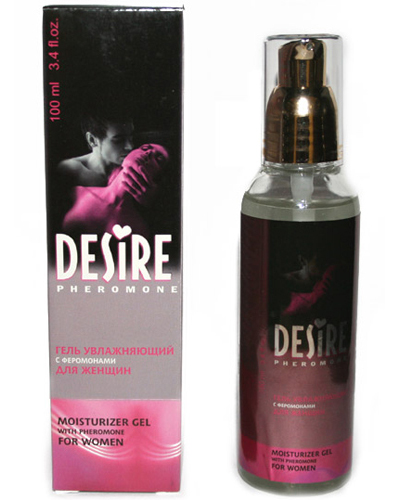 100 ml 3,4 fl.oz.
DESiRE
PHEROMONE
ГЕЛЬ УВЛАЖНЯЮЩИЙ
С ФЕРОМОНАМИ
ДЛЯ ЖЕНЩИН
MOISTURIZER GEL
WITH PHEROMONE
FOR WOMEN
DESiRE
PHEROMONE
С ФЕРОМОНАМИ
MOISTURIZER GEL
WITH PHEROMONE
FOR WOMEN